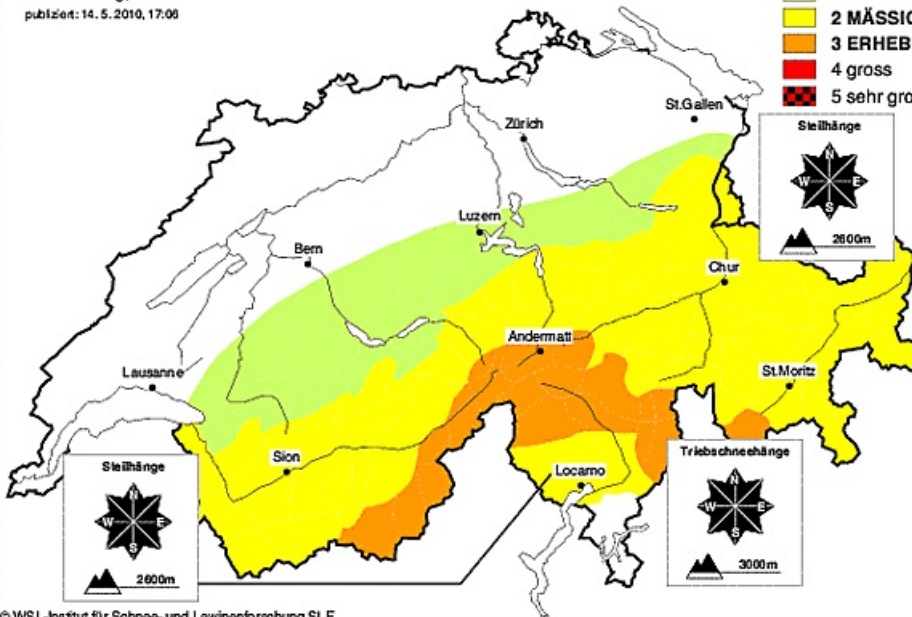 publiziert: 14. 5. 2010, 17:06
2 MÄSSIG
3 ERHEB
4 gross
5 sehr gro
St.Gallen
Zürich
Steilhänge
N
W E
S
2600m
Luzern
Bern
Chur
Andermatt
Lausanne
St.Moritz
Sion
Locarno
Steilhänge
N
W E
S
2600m
Triebschneehänge
N
W E
S
3000m
© WSL-Institut für Schnee- und Lawinenforschung SLF